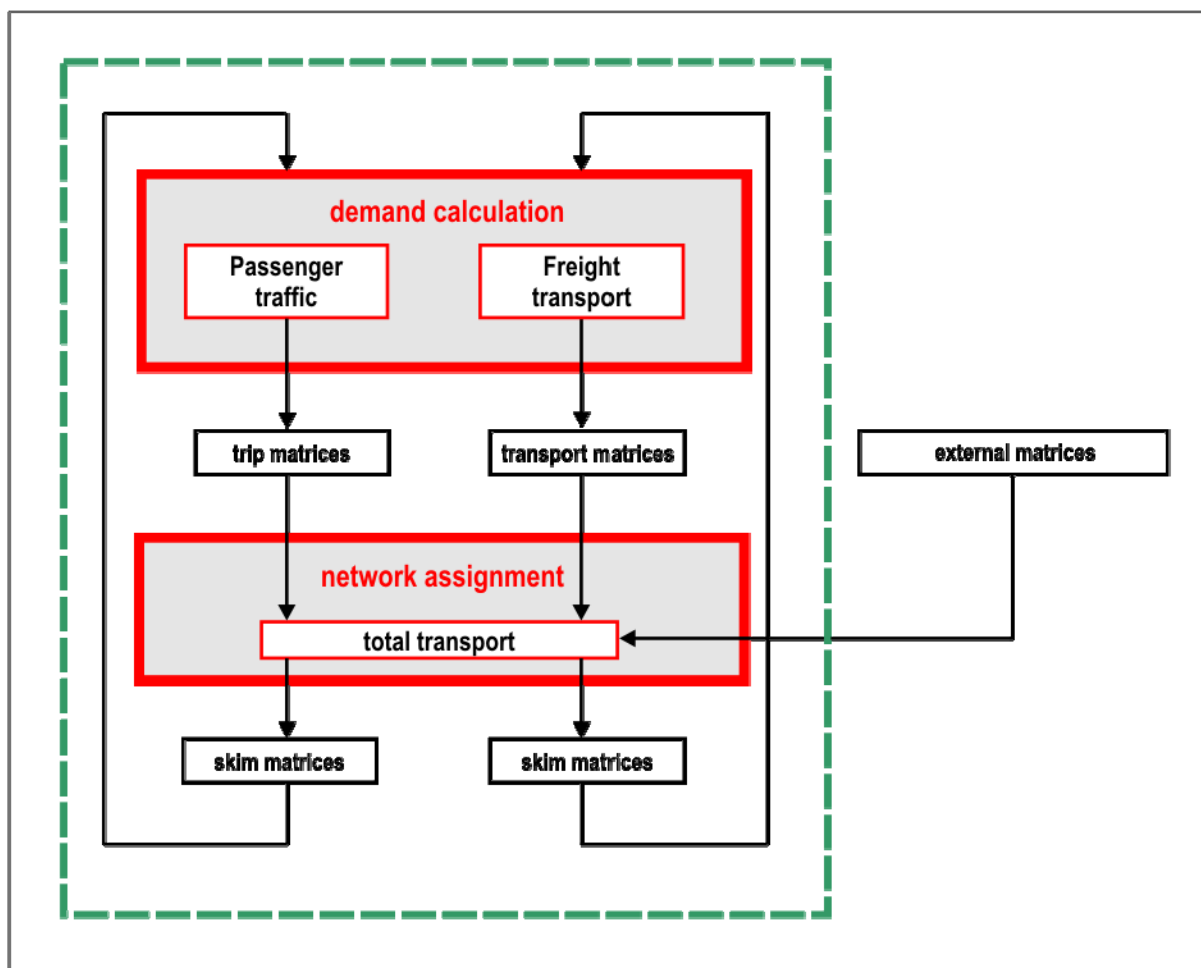 demand calculation
Passenger
traffic
Freight
transport
trip matrices
transport matrices
external matrices
network assignment
total transport
skim matrices
skim matrices